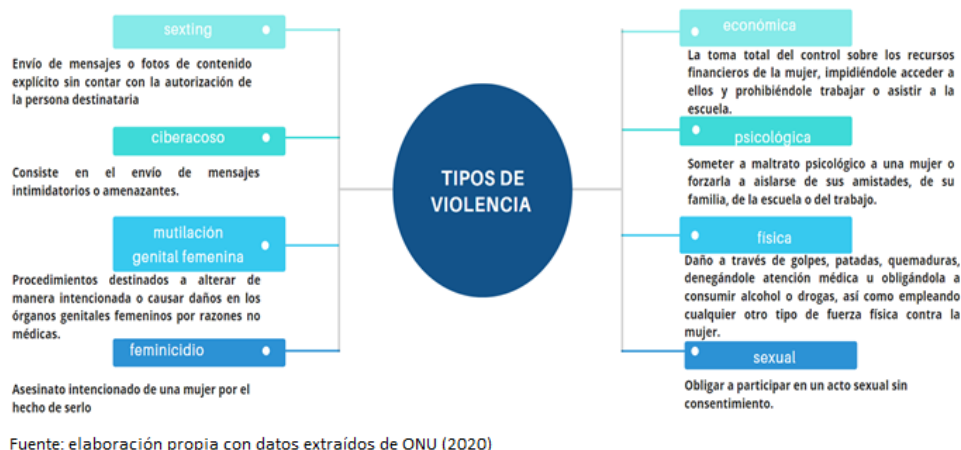 sexting
Envío de mensajes o fotos de contenido
explícito sin contar con la autorización de
la persona destinataria
ciberacoso
Consiste en el envío de mensajes
intimidatorios o amenazantes.
mutilación
genital femenina
Procedimientos destinados a alterar de
manera intencionada o causar daños en los
órganos genitales femeninos por razones no
médicas.
feminicidio
Asesinato intencionado de una mujer por el
hecho de serlo
TIPOS DE
VIOLENCIA
económica
La toma total del control sobre los recursos
financieros de la mujer, impidiéndole acceder a
ellos y prohibiéndole trabajar o asistir a la
escuela.
psicológica
Someter a maltrato psicológico a una mujer o
forzarla a aislarse de sus amistades, de su
familia, de la escuela o del trabajo.
física
Daño a través de golpes, patadas, quemaduras,
denegándole atención médica u obligándola a
consumir alcohol o drogas, así como empleando
cualquier otro tipo de fuerza física contra la
mujer.
sexual
Obligar a participar en un acto sexual sin
consentimiento.
Fuente: elaboración propia con datos extraídos de ONU (2020)